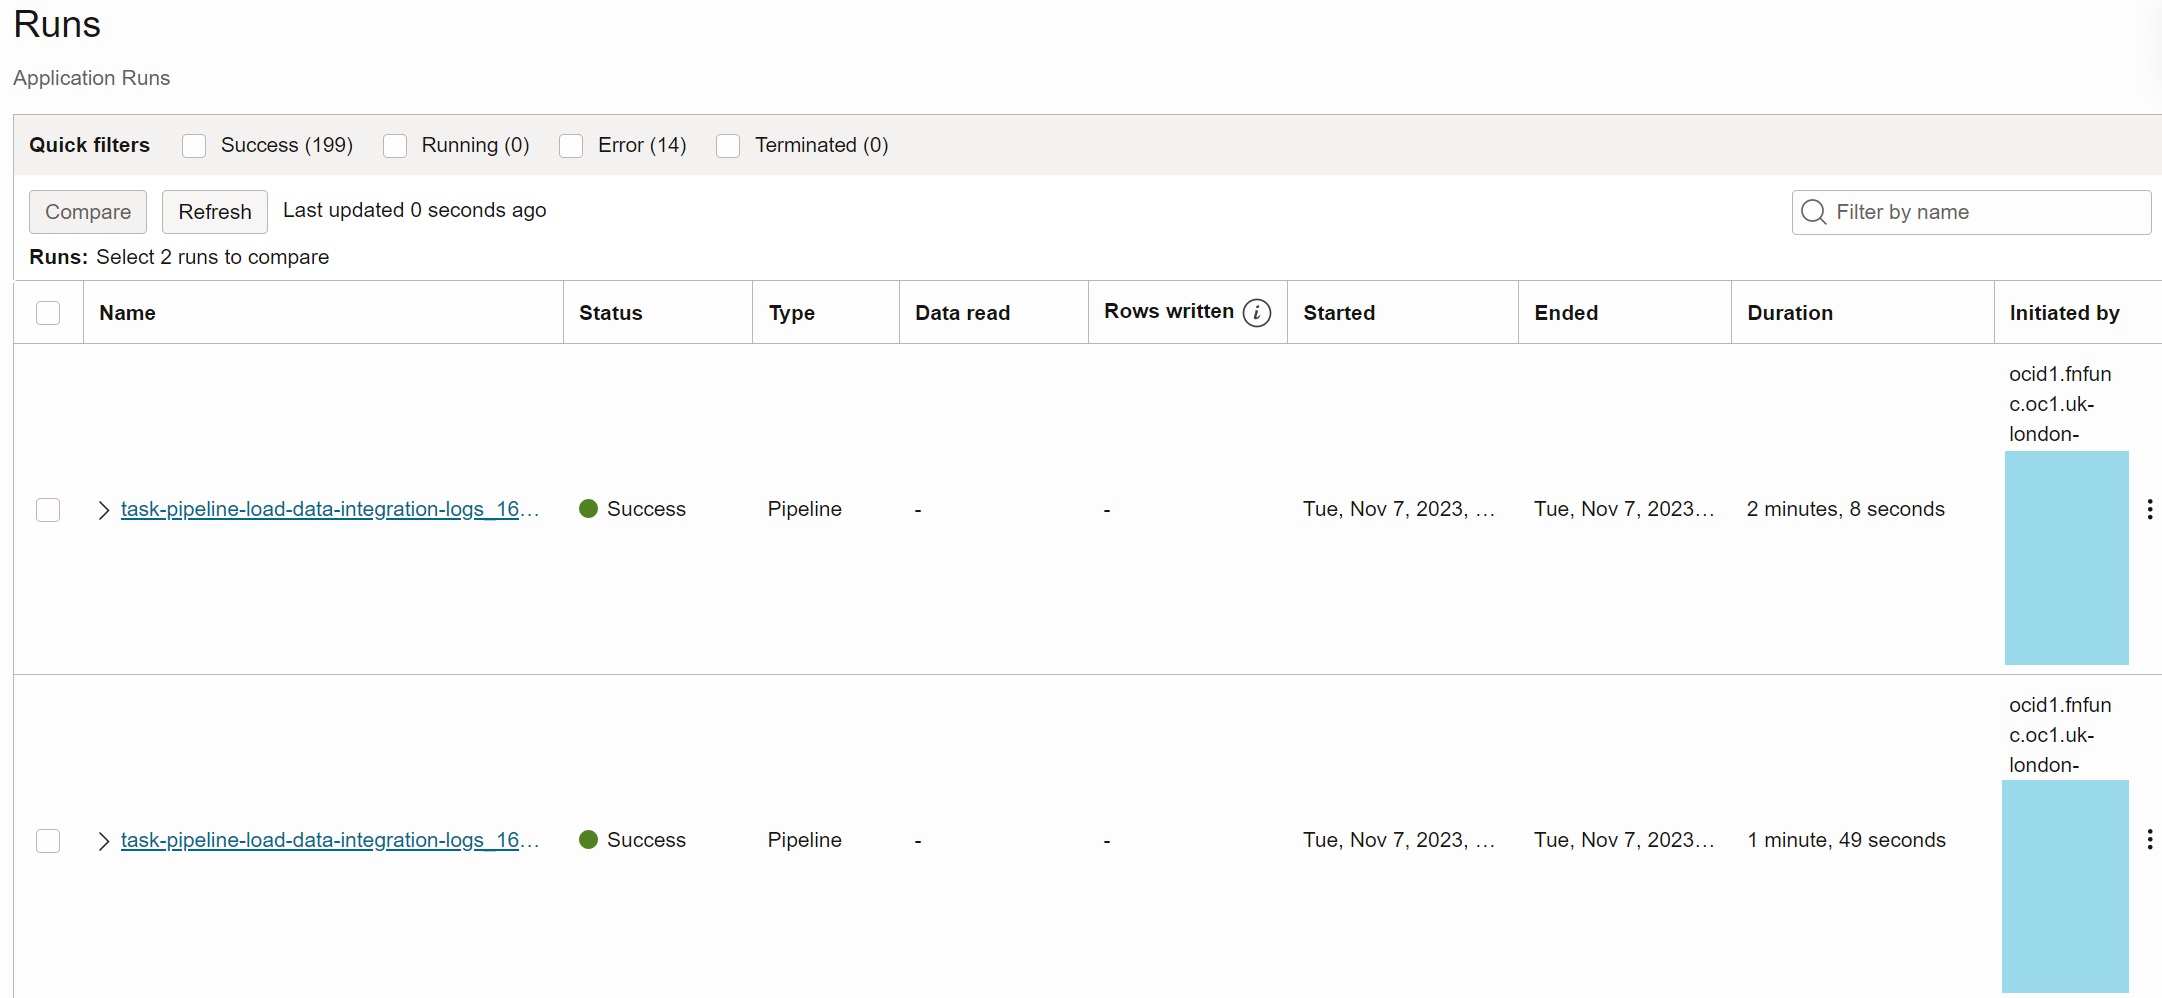 Runs
Application Runs
Quick filters Success (199) Running (0) Error (14) Terminated (0)
Compare Refresh Last updated 0 seconds ago Filter by name
Runs: Select 2 runs to compare
Name Status Type Data read Rows written i Started Ended Duration Initiated by
ocid1.fnfun
c.oc1.uk-
london-
task-pipeline-load-data-integration-logs_16... Success Pipeline - - Tue, Nov 7, 2023, ... Tue, Nov 7, 2023... 2 minutes, 8 seconds
ocid1.fnfun
c.oc1.uk-
london-
task-pipeline-load-data-integration-logs_16... Success Pipeline - - Tue, Nov 7, 2023, ... Tue, Nov 7, 2023... 1 minute, 49 seconds